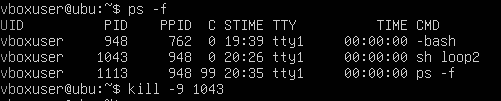 vboxuser@ubu:~$ ps -f
UID          PID    PPID  C STIME TTY          TIME CMD
vboxuser     948     762  0 19:39 tty1     00:00:00 -bash
vboxuser    1043     948  0 20:26 tty1     00:00:00 sh loop2
vboxuser    1113     948 99 20:35 tty1     00:00:00 ps -f
vboxuser@ubu:~$ kill -9 1043